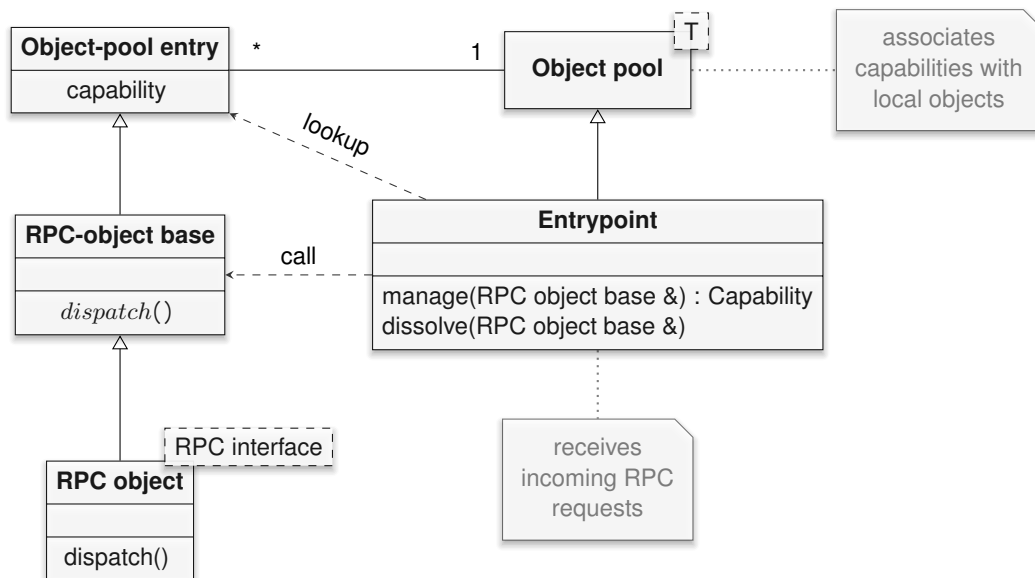 Object-pool entry
capability
*
1
T
Object pool
associates
capabilities with
local objects
lookup
RPC-object base
dispatch()
call
Entrypoint
manage(RPC object base &) : Capability
dissolve(RPC object base &)
RPC interface
RPC object
dispatch()
receives
incoming RPC
requests